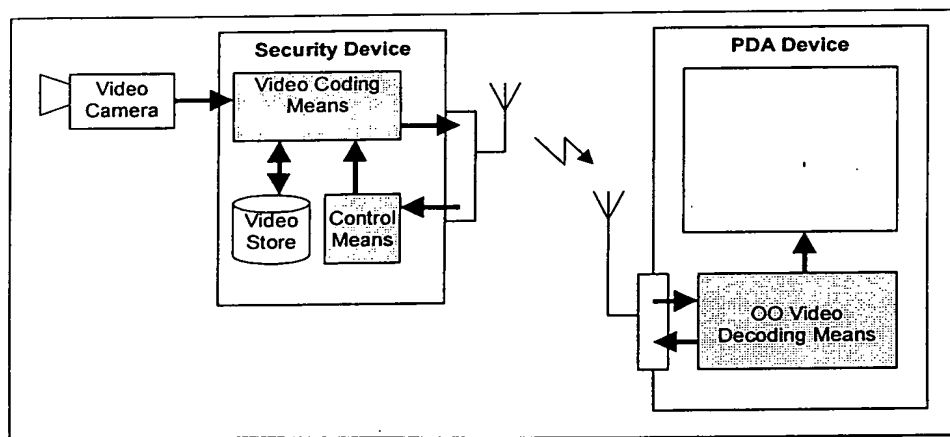 Security Device
Video
Camera
Video Coding
Means
Video
Store
Control
Means
PDA Device
OO Video
Decoding Means